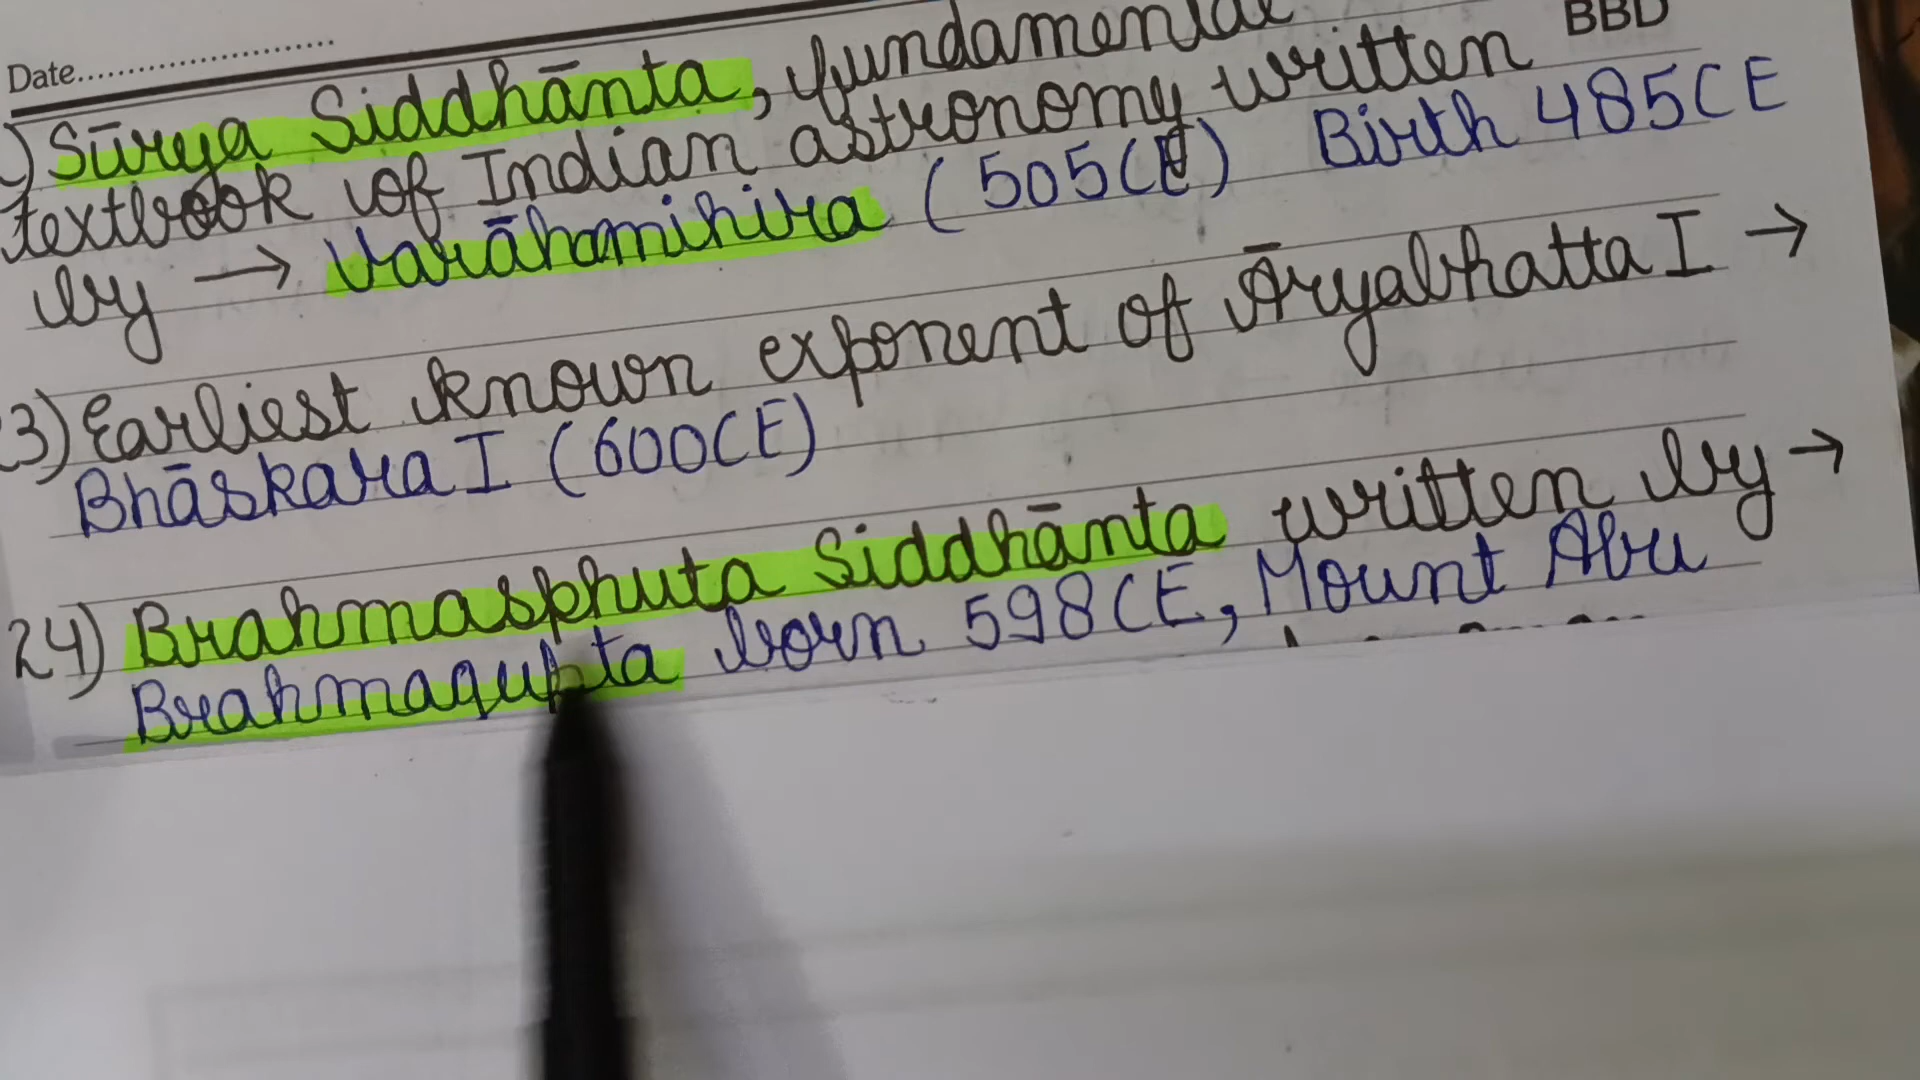 Date
BBD
) Sūrya Siddhānta, fundamental
textbook of Indian astronomy written
by → Varāhamihira (505CE) Birth 485CE
23) Earliest known exponent of Āryabhatta I →
Bhāskara I (600CE)
24) Brahmasphuta Siddhānta written by →
Brahmagupta born 598CE, Mount Abu